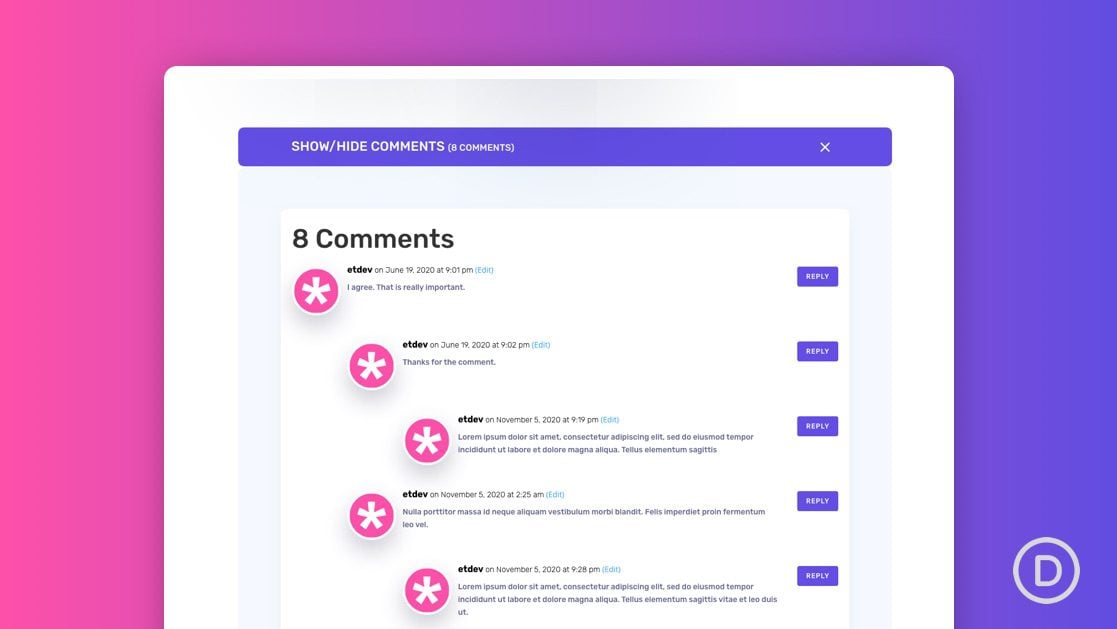 SHOW/HIDE COMMENTS (8 COMMENTS)
8 Comments
etdev on June 19, 2020 at 9:01 pm (Edit)
REPLY
I agree. That is really important.
etdev on June 19, 2020 at 9:02 pm (Edit)
REPLY
Thanks for the comment.
etdev on November 5, 2020 at 9:19 pm (Edit)
REPLY
Lorem ipsum dolor sit amet, consectetur adipiscing elit, sed do eiusmod tempor
incididunt ut labore et dolore magna aliqua. Tellus elementum sagittis
etdev on November 5, 2020 at 2:25 am (Edit)
REPLY
Nulla porttitor massa id neque aliquam vestibulum morbi blandit. Felis imperdiet proin fermentum
leo vel.
etdev on November 5, 2020 at 9:28 pm (Edit)
REPLY
Lorem ipsum dolor sit amet, consectetur adipiscing elit, sed do eiusmod tempor
incididunt ut labore et dolore magna aliqua. Tellus elementum sagittis vitae et leo duis
ut.
D